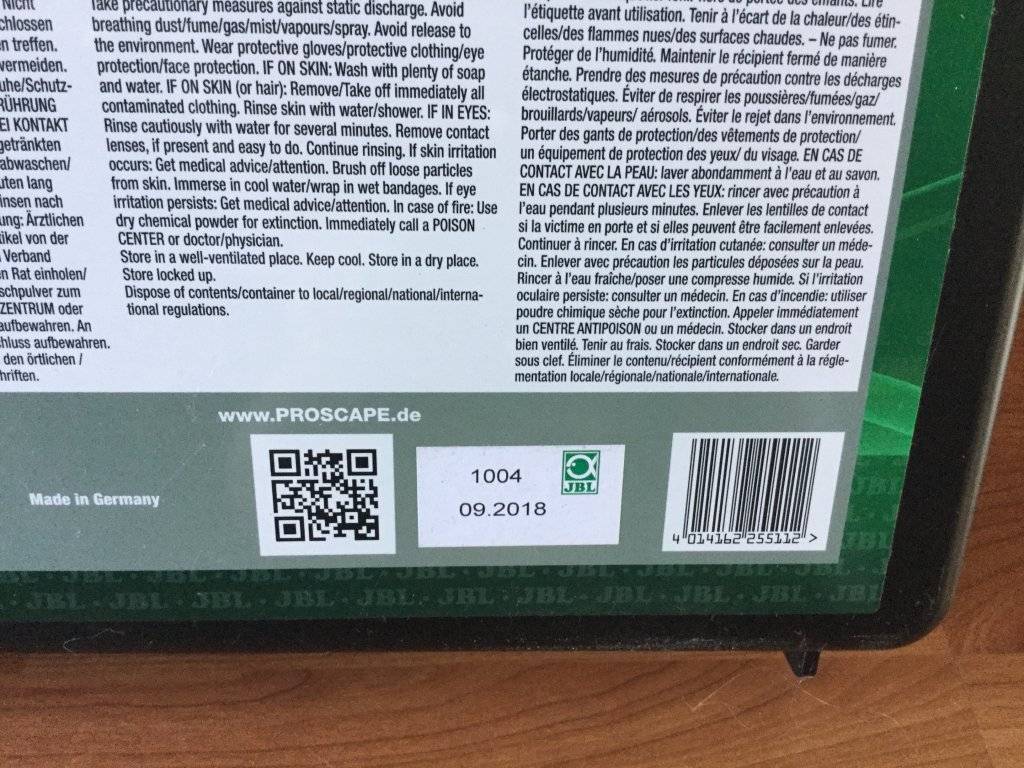 Nicht
chlossen
n treffen.
vermeiden.
uhe/Schutz-
RÜHRUNG
EI KONTAKT
getränkten
abwaschen/
uten lang
insen nach
ung: Ärztlichen
ikel von der
Verband
n Rat einholen/
schpulver zum
ZENTRUM oder
aufbewahren. An
hluss aufbewahren.
den örtlichen /
hriften.
Take precautionary measures against static discharge. Avoid
breathing dust/fume/gas/mist/vapours/spray. Avoid release to
the environment. Wear protective gloves/protective clothing/eye
protection/face protection. IF ON SKIN: Wash with plenty of soap
and water. IF ON SKIN (or hair): Remove/Take off immediately all
contaminated clothing. Rinse skin with water/shower. IF IN EYES:
Rinse cautiously with water for several minutes. Remove contact
lenses, if present and easy to do. Continue rinsing. If skin irritation
occurs: Get medical advice/attention. Brush off loose particles
from skin. Immerse in cool water/wrap in wet bandages. If eye
irritation persists: Get medical advice/attention. In case of fire: Use
dry chemical powder for extinction. Immediately call a POISON
CENTER or doctor/physician.
Store in a well-ventilated place. Keep cool. Store in a dry place.
Store locked up.
Dispose of contents/container to local/regional/national/interna-
tional regulations.
l'étiquette avant utilisation. Tenir à l'écart de la chaleur/des étin-
celles/des flammes nues/des surfaces chaudes. – Ne pas fumer.
Protéger de l'humidité. Maintenir le récipient fermé de manière
étanche. Prendre des mesures de précaution contre les décharges
électrostatiques. Éviter de respirer les poussières/fumées/gaz/
brouillards/vapeurs/ aérosols. Éviter le rejet dans l'environnement.
Porter des gants de protection/des vêtements de protection/
un équipement de protection des yeux/ du visage. EN CAS DE
CONTACT AVEC LA PEAU: laver abondamment à l'eau et au savon.
EN CAS DE CONTACT AVEC LES YEUX: rincer avec précaution à
l'eau pendant plusieurs minutes. Enlever les lentilles de contact
si la victime en porte et si elles peuvent être facilement enlevées.
Continuer à rincer. En cas d'irritation cutanée: consulter un méde-
cin. Enlever avec précaution les particules déposées sur la peau.
Rincer à l'eau fraîche/poser une compresse humide. Si l'irritation
oculaire persiste: consulter un médecin. En cas d'incendie: utiliser
poudre chimique sèche pour l'extinction. Appeler immédiatement
un CENTRE ANTIPOISON ou un médecin. Stocker dans un endroit
bien ventilé. Tenir au frais. Stocker dans un endroit sec. Garder
sous clef. Éliminer le contenu/récipient conformément à la régle-
mentation locale/régionale/nationale/internationale.
www.PROSCAPE.de
Made in Germany
1004
09.2018
JBL
4 014162 255112 >
JBL · JBL · JBL · JBL · JBL · JBL · JBL · JBL · JBL · JBL